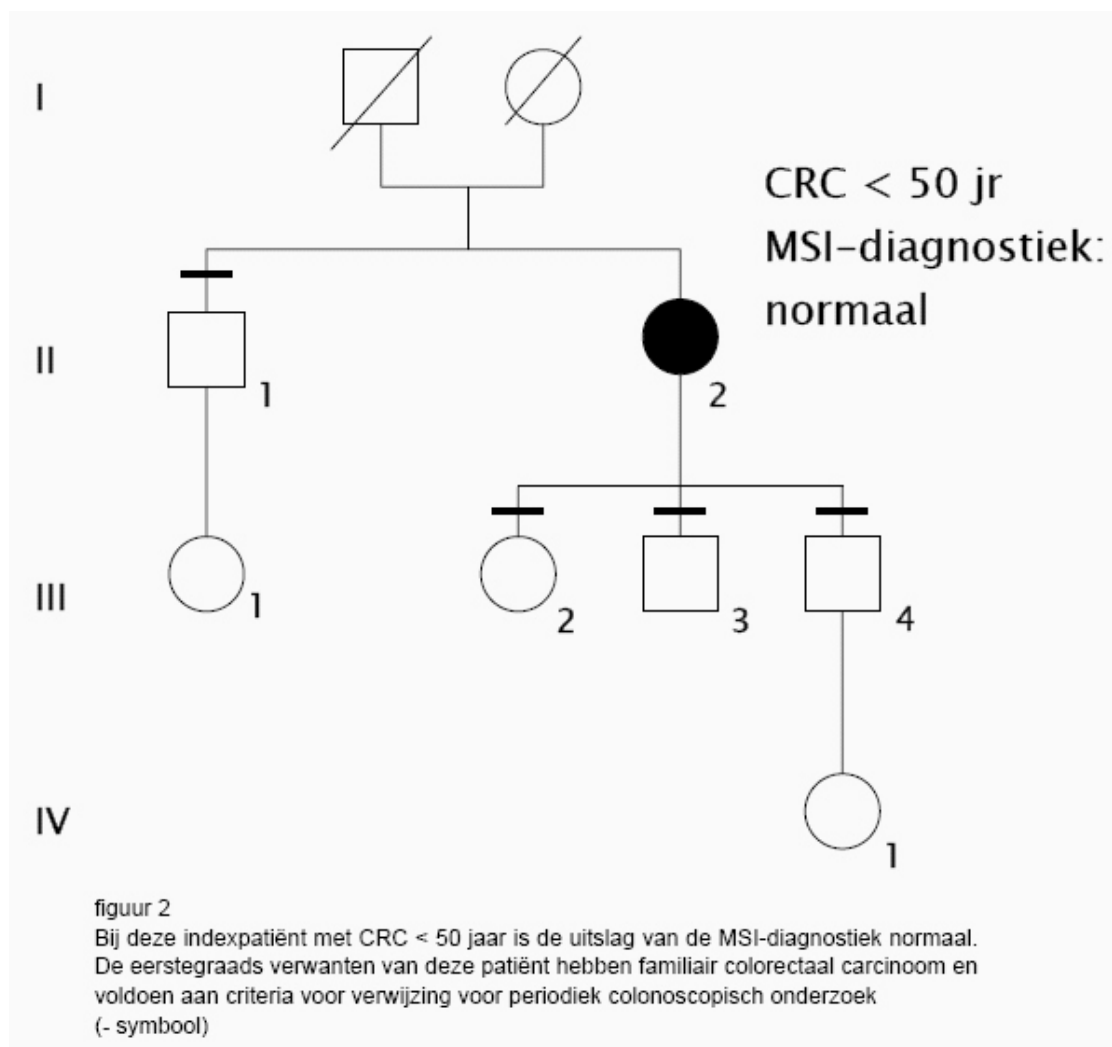 I
CRC < 50 jr
MSI-diagnostiek:
normaal
II
1
2
III
1
2
3
4
IV
1
figuur 2
Bij deze indexpatiënt met CRC < 50 jaar is de uitslag van de MSI-diagnostiek normaal.
De eerstegraads verwanten van deze patiënt hebben familiair colorectaal carcinoom en
voldoen aan criteria voor verwijzing voor periodiek colonoscopisch onderzoek
(- symbool)